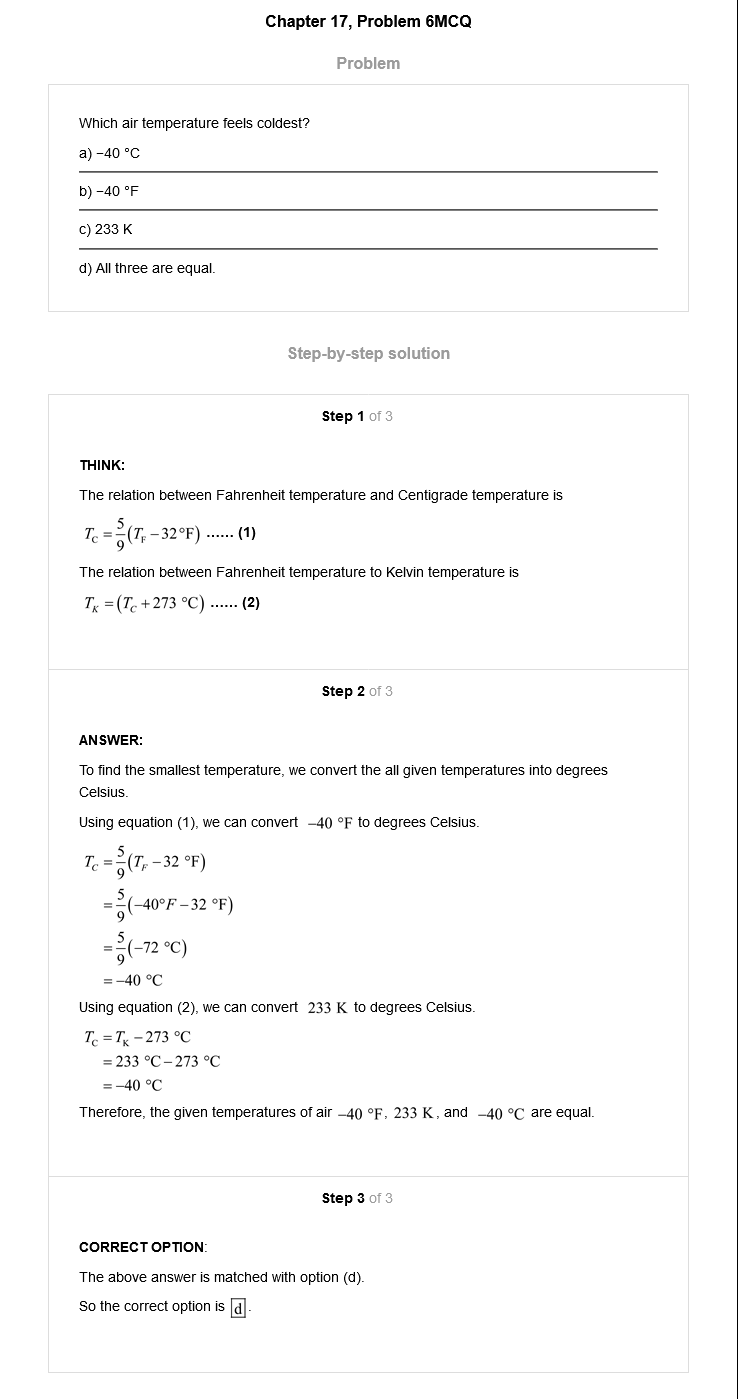 Chapter 17, Problem 6MCQ
Problem
Which air temperature feels coldest?
a) −40 °C
b) −40 °F
c) 233 K
d) All three are equal.
Step-by-step solution
Step 1 of 3
THINK:
The relation between Fahrenheit temperature and Centigrade temperature is
T_C = 5/9 (T_F − 32°F) ...... (1)
The relation between Fahrenheit temperature to Kelvin temperature is
T_K = (T_C + 273 °C) ...... (2)
Step 2 of 3
ANSWER:
To find the smallest temperature, we convert the all given temperatures into degrees
Celsius.
Using equation (1), we can convert −40 °F to degrees Celsius.
T_C = 5/9 (T_F − 32 °F)
= 5/9 (−40°F − 32 °F)
= 5/9 (−72 °C)
= −40 °C
Using equation (2), we can convert 233 K to degrees Celsius.
T_C = T_K − 273 °C
= 233 °C − 273 °C
= −40 °C
Therefore, the given temperatures of air −40 °F, 233 K, and −40 °C are equal.
Step 3 of 3
CORRECT OPTION:
The above answer is matched with option (d).
So the correct option is d.